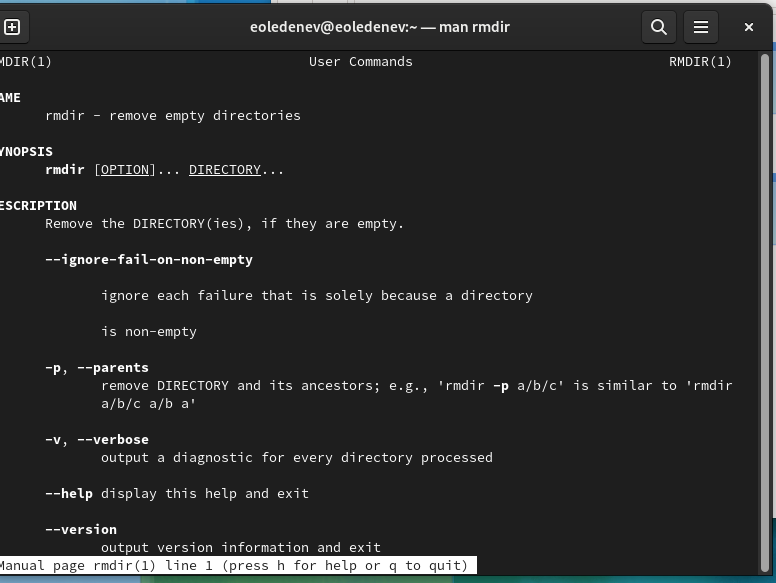 eoledenev@eoledenev:~ — man rmdir
MDIR(1) User Commands RMDIR(1)
AME
rmdir - remove empty directories
YNOPSIS
rmdir [OPTION]... DIRECTORY...
ESCRIPTION
Remove the DIRECTORY(ies), if they are empty.
--ignore-fail-on-non-empty
ignore each failure that is solely because a directory
is non-empty
-p, --parents
remove DIRECTORY and its ancestors; e.g., 'rmdir -p a/b/c' is similar to 'rmdir
a/b/c a/b a'
-v, --verbose
output a diagnostic for every directory processed
--help display this help and exit
--version
output version information and exit
Manual page rmdir(1) line 1 (press h for help or q to quit)